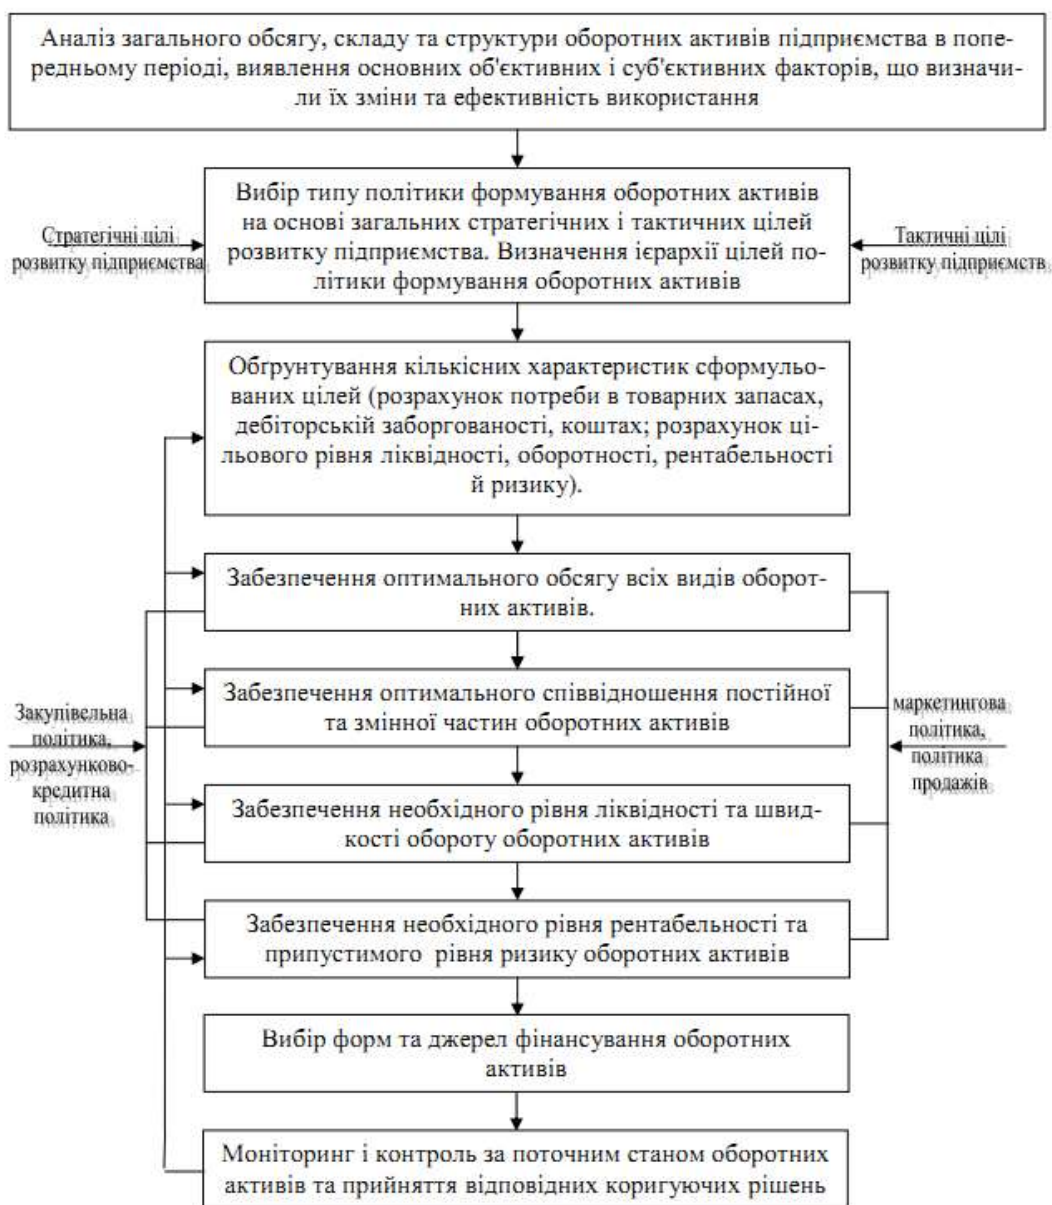 Аналіз загального обсягу, складу та структури оборотних активів підприємства в попе-
редньому періоді, виявлення основних об'єктивних і суб'єктивних факторів, що визначи-
ли їх зміни та ефективність використання
Вибір типу політики формування оборотних активів
на основі загальних стратегічних і тактичних цілей
розвитку підприємства. Визначення ієрархії цілей по-
літики формування оборотних активів
Стратегічні цілі
розвитку підприємства
Тактичні цілі
розвитку підприємств
Обґрунтування кількісних характеристик сформульо-
ваних цілей (розрахунок потреби в товарних запасах,
дебіторській заборгованості, коштах; розрахунок ці-
льового рівня ліквідності, оборотності, рентабельності
й ризику).
Забезпечення оптимального обсягу всіх видів оборот-
них активів.
Забезпечення оптимального співвідношення постійної
та змінної частин оборотних активів
Закупівельна
політика,
розрахунково-
кредитна
політика
маркетингова
політика,
політика
продажів
Забезпечення необхідного рівня ліквідності та швид-
кості обороту оборотних активів
Забезпечення необхідного рівня рентабельності та
припустимого рівня ризику оборотних активів
Вибір форм та джерел фінансування оборотних
активів
Моніторинг і контроль за поточним станом оборотних
активів та прийняття відповідних коригуючих рішень